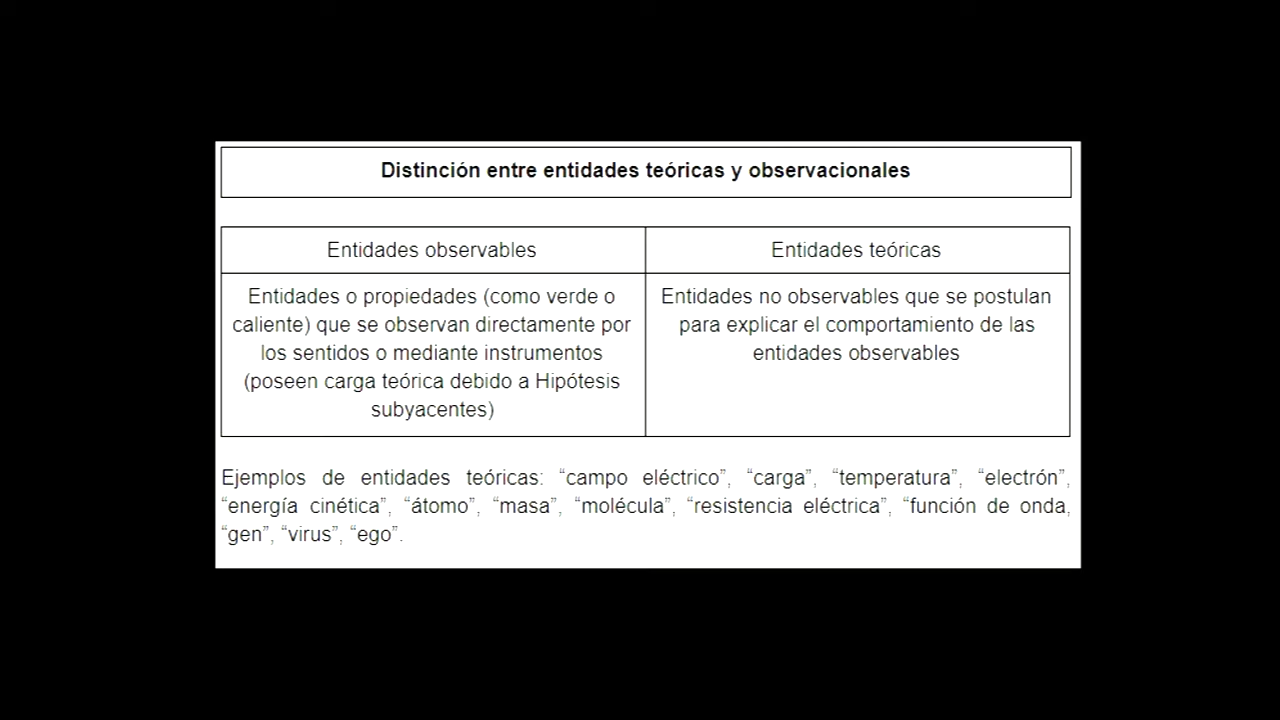 Distinción entre entidades teóricas y observacionales
Entidades observables
Entidades o propiedades (como verde o
caliente) que se observan directamente por
los sentidos o mediante instrumentos
(poseen carga teórica debido a Hipótesis
subyacentes)
Entidades teóricas
Entidades no observables que se postulan
para explicar el comportamiento de las
entidades observables
Ejemplos de entidades teóricas: “campo eléctrico”, “carga”, “temperatura”, “electrón”,
“energía cinética”, “átomo”, “masa”, “molécula”, “resistencia eléctrica”, “función de onda,
“gen”, “virus”, “ego”.